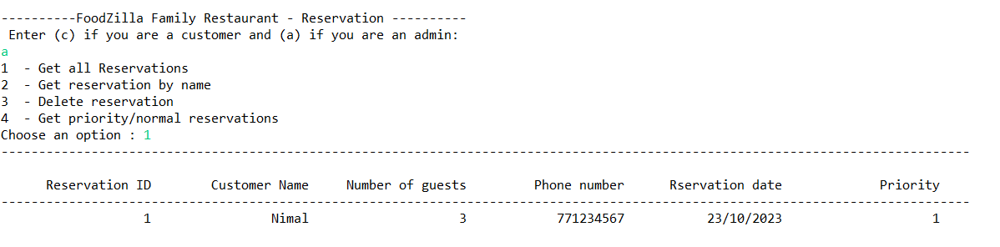 ----------FoodZilla Family Restaurant - Reservation ----------
 Enter (c) if you are a customer and (a) if you are an admin:
a
1  - Get all Reservations
2  - Get reservation by name
3  - Delete reservation
4  - Get priority/normal reservations
Choose an option : 1
---------------------------------------------------------------------------------------------------------------------------------
      Reservation ID        Customer Name     Number of guests         Phone number      Rservation date             Priority
---------------------------------------------------------------------------------------------------------------------------------
                   1                Nimal                    3            771234567           23/10/2023                    1